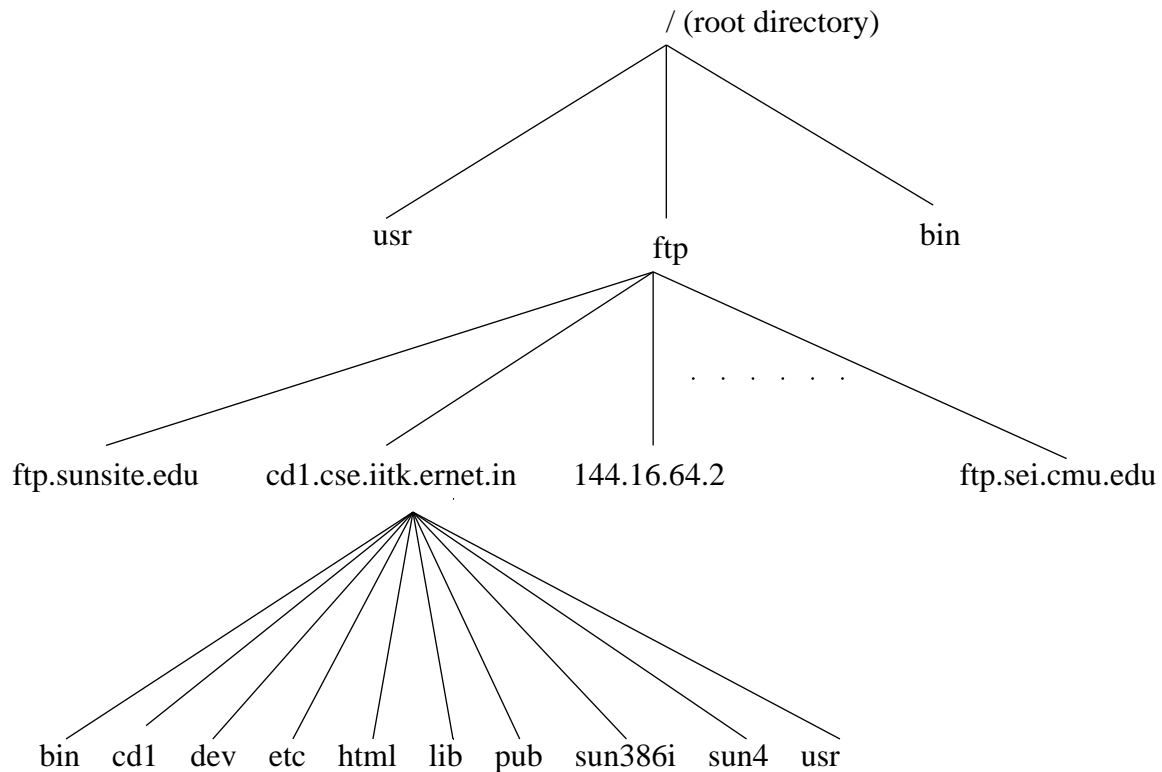 / (root directory)
usr ftp bin
. . . . . .
ftp.sunsite.edu cd1.cse.iitk.ernet.in 144.16.64.2 ftp.sei.cmu.edu
bin cd1 dev etc html lib pub sun386i sun4 usr